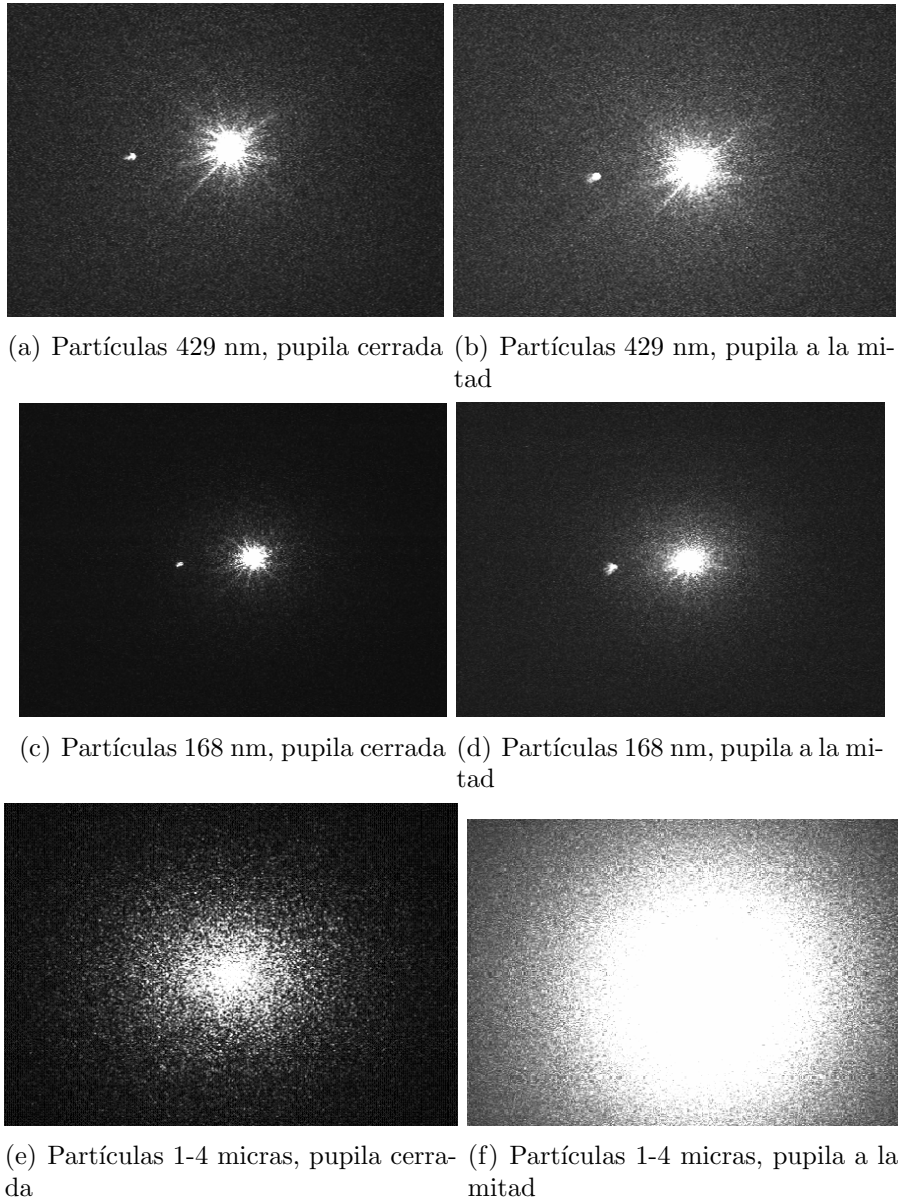 (a) Partículas 429 nm, pupila cerrada
(b) Partículas 429 nm, pupila a la mi-
tad
(c) Partículas 168 nm, pupila cerrada
(d) Partículas 168 nm, pupila a la mi-
tad
(e) Partículas 1-4 micras, pupila cerra-
da
(f) Partículas 1-4 micras, pupila a la
mitad